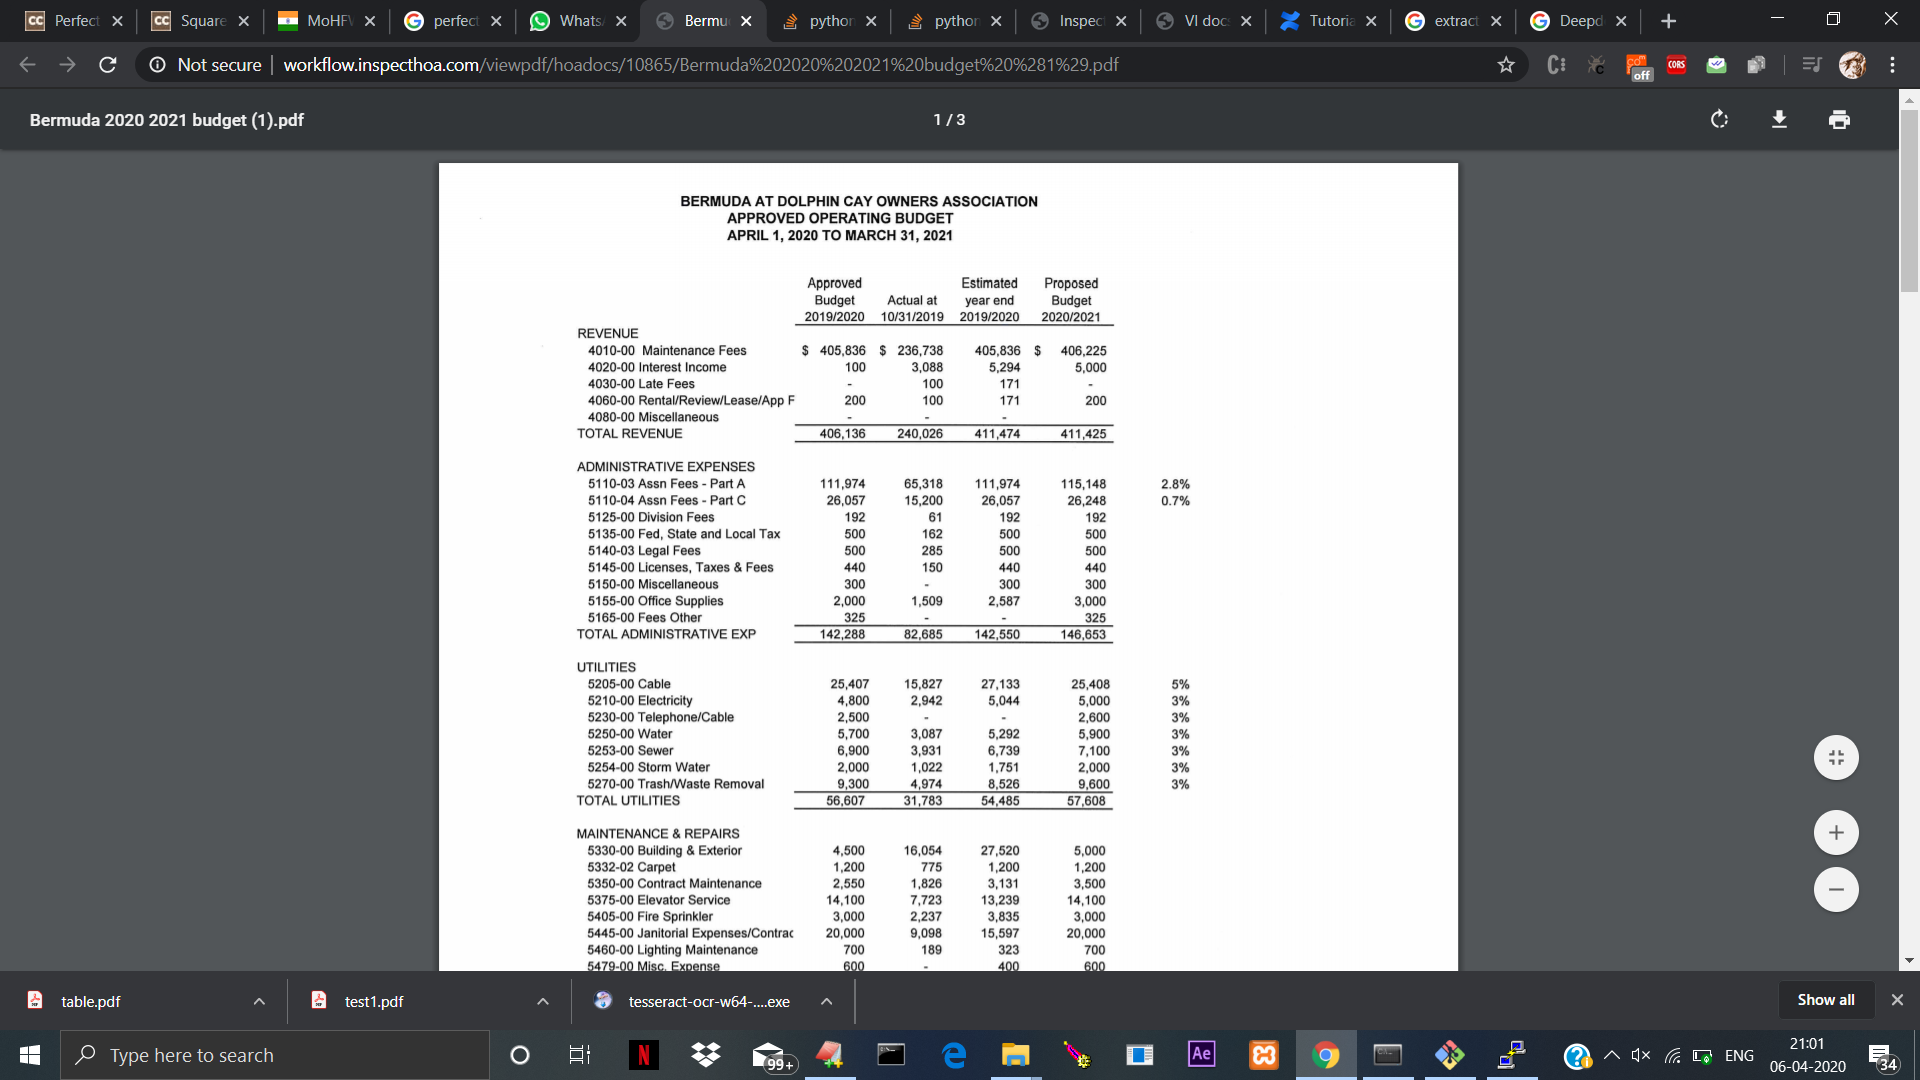 Perfect
Square
MoHFV
perfect
Whats
Bermu
python
python
Inspec
VI doc
Tutoria
extract
Deepd
Not secure workflow.inspecthoa.com/viewpdf/hoadocs/10865/Bermuda%202020%202021%20budget%20%281%29.pdf
off
CORS
Bermuda 2020 2021 budget (1).pdf 1 / 3
BERMUDA AT DOLPHIN CAY OWNERS ASSOCIATION
APPROVED OPERATING BUDGET
APRIL 1, 2020 TO MARCH 31, 2021
Approved Estimated Proposed
Budget Actual at year end Budget
2019/2020 10/31/2019 2019/2020 2020/2021
REVENUE
4010-00 Maintenance Fees $ 405,836 $ 236,738 405,836 $ 406,225
4020-00 Interest Income 100 3,088 5,294 5,000
4030-00 Late Fees - 100 171 -
4060-00 Rental/Review/Lease/App F 200 100 171 200
4080-00 Miscellaneous - - -
TOTAL REVENUE 406,136 240,026 411,474 411,425
ADMINISTRATIVE EXPENSES
5110-03 Assn Fees - Part A 111,974 65,318 111,974 115,148 2.8%
5110-04 Assn Fees - Part C 26,057 15,200 26,057 26,248 0.7%
5125-00 Division Fees 192 61 192 192
5135-00 Fed, State and Local Tax 500 162 500 500
5140-03 Legal Fees 500 285 500 500
5145-00 Licenses, Taxes & Fees 440 150 440 440
5150-00 Miscellaneous 300 - 300 300
5155-00 Office Supplies 2,000 1,509 2,587 3,000
5165-00 Fees Other 325 - - 325
TOTAL ADMINISTRATIVE EXP 142,288 82,685 142,550 146,653
UTILITIES
5205-00 Cable 25,407 15,827 27,133 25,408 5%
5210-00 Electricity 4,800 2,942 5,044 5,000 3%
5230-00 Telephone/Cable 2,500 - - 2,600 3%
5250-00 Water 5,700 3,087 5,292 5,900 3%
5253-00 Sewer 6,900 3,931 6,739 7,100 3%
5254-00 Storm Water 2,000 1,022 1,751 2,000 3%
5270-00 Trash/Waste Removal 9,300 4,974 8,526 9,600 3%
TOTAL UTILITIES 56,607 31,783 54,485 57,608
MAINTENANCE & REPAIRS
5330-00 Building & Exterior 4,500 16,054 27,520 5,000
5332-02 Carpet 1,200 775 1,200 1,200
5350-00 Contract Maintenance 2,550 1,826 3,131 3,500
5375-00 Elevator Service 14,100 7,723 13,239 14,100
5405-00 Fire Sprinkler 3,000 2,237 3,835 3,000
5445-00 Janitorial Expenses/Contrac 20,000 9,098 15,597 20,000
5460-00 Lighting Maintenance 700 189 323 700
5479-00 Misc. Expense 600 - 400 600
table.pdf
test1.pdf
tesseract-ocr-w64-....exe
Show all
Type here to search
99+
Ae
ENG
21:01
06-04-2020
34